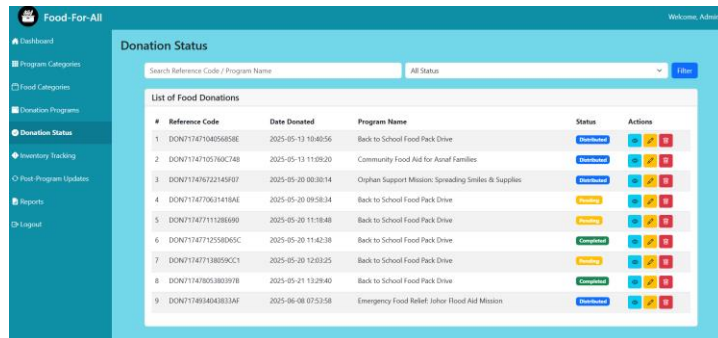 Food-For-All
Welcome, Admin
Dashboard
Program Categories
Food Categories
Donation Programs
Donation Status
Inventory Tracking
Post-Program Updates
Reports
Logout
Donation Status
Search Reference Code / Program Name
All Status
Filter
List of Food Donations
# Reference Code Date Donated Program Name Status Actions
1 DON71747104056858E 2025-05-13 10:40:56 Back to School Food Pack Drive Distributed
2 DON71747105760C748 2025-05-13 11:09:20 Community Food Aid for Asnaf Families Distributed
3 DON71747672​2145F07 2025-05-20 00:30:14 Orphan Support Mission: Spreading Smiles & Supplies Distributed
4 DON7174770631418AE 2025-05-20 09:58:34 Back to School Food Pack Drive Pending
5 DON71747711128E690 2025-05-20 11:18:48 Back to School Food Pack Drive Pending
6 DON71747712558D65C 2025-05-20 11:42:38 Back to School Food Pack Drive Completed
7 DON717477138059CC1 2025-05-20 12:03:25 Back to School Food Pack Drive Pending
8 DON7174780538039​7B 2025-05-21 13:29:40 Back to School Food Pack Drive Completed
9 DON7174934043833AF 2025-06-08 07:53:58 Emergency Food Relief: Johor Flood Aid Mission Distributed